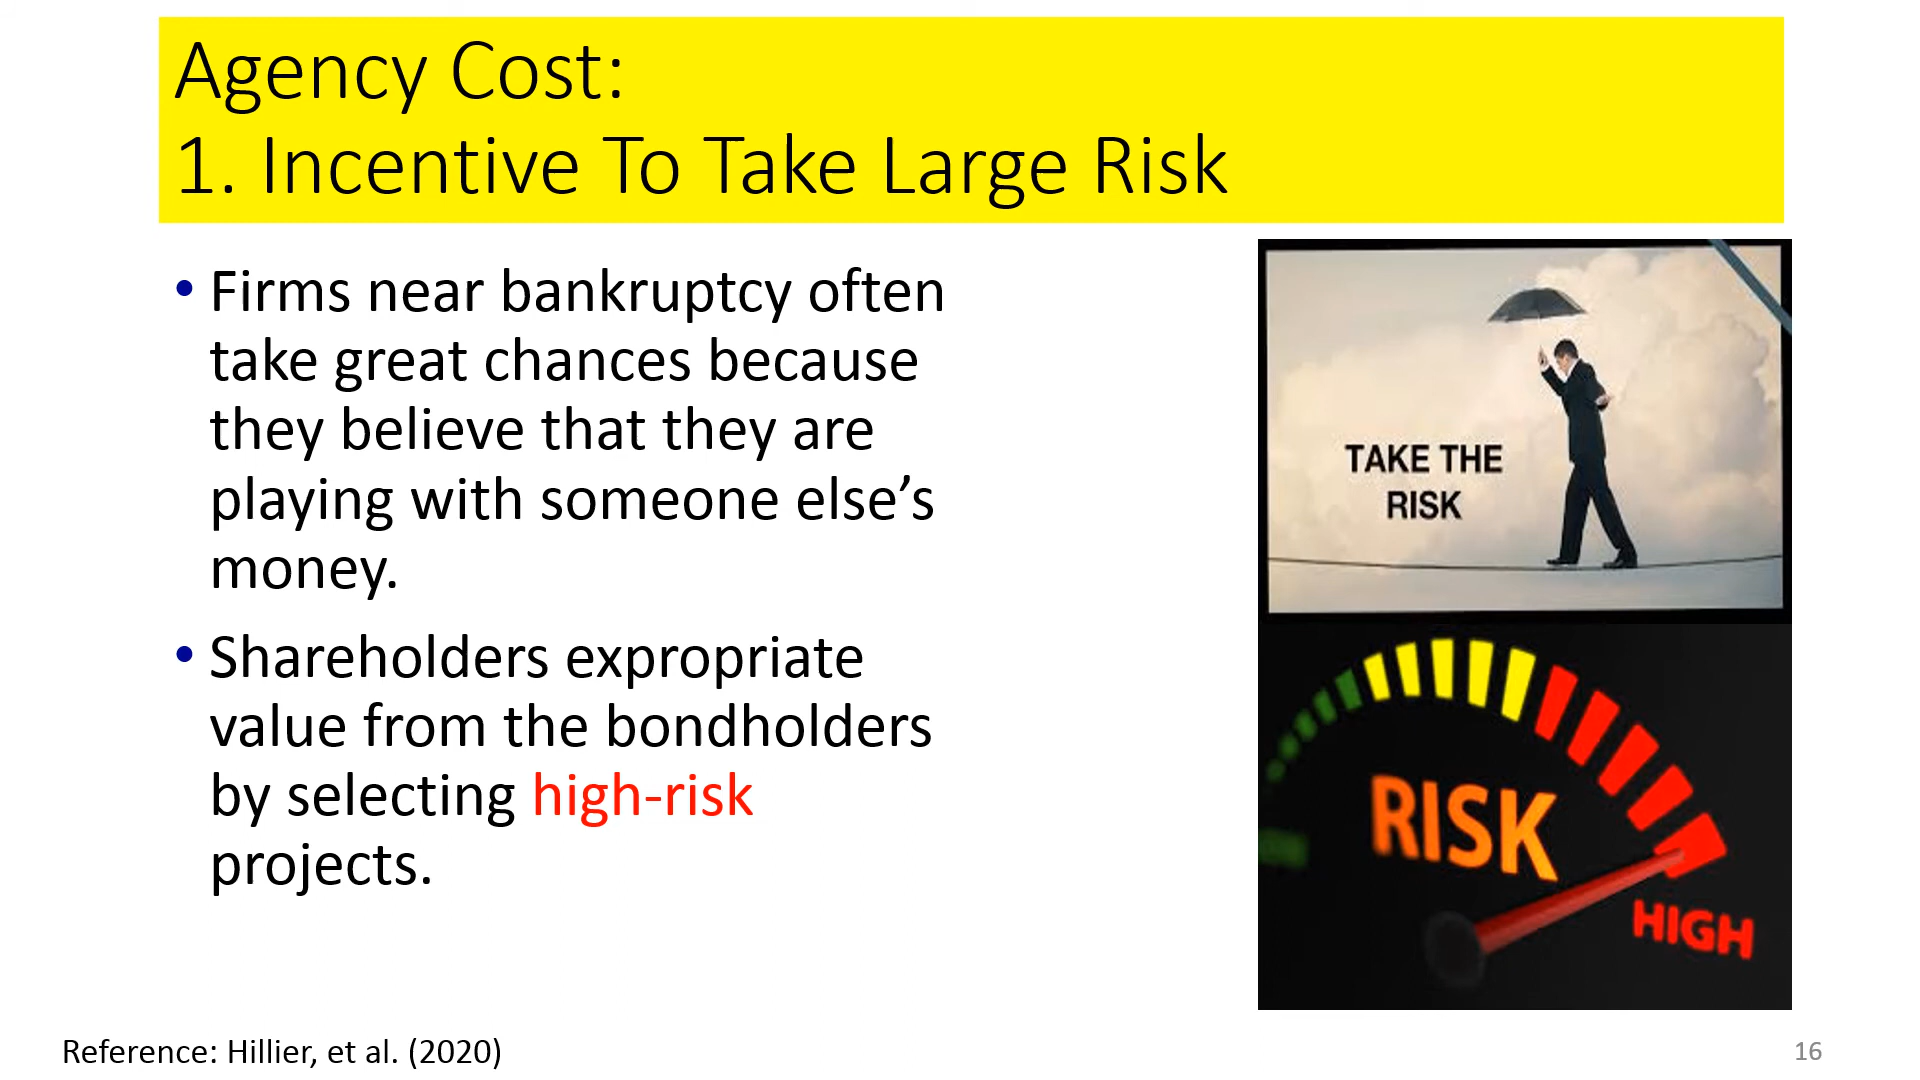 Agency Cost:
1. Incentive To Take Large Risk
• Firms near bankruptcy often
take great chances because
they believe that they are
playing with someone else’s
money.
• Shareholders expropriate
value from the bondholders
by selecting high-risk
projects.
TAKE THE
RISK
RISK
HIGH
Reference: Hillier, et al. (2020)
16